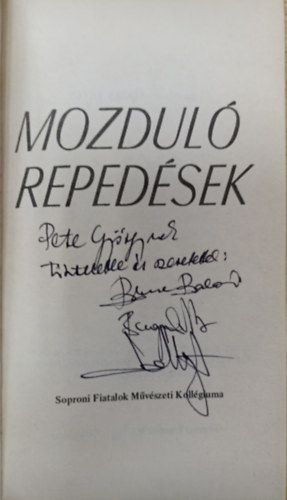 MOZDULÓ
REPEDÉSEK
Pete Györgynek
tisztelettel és szeretettel:
Soproni Fiatalok Művészeti Kollégiuma